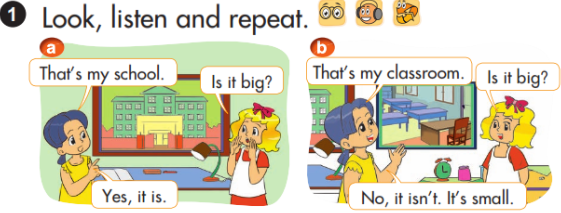 1 Look, listen and repeat.
a
That's my school.
Is it big?
Yes, it is.
b
That's my classroom.
Is it big?
No, it isn't. It's small.